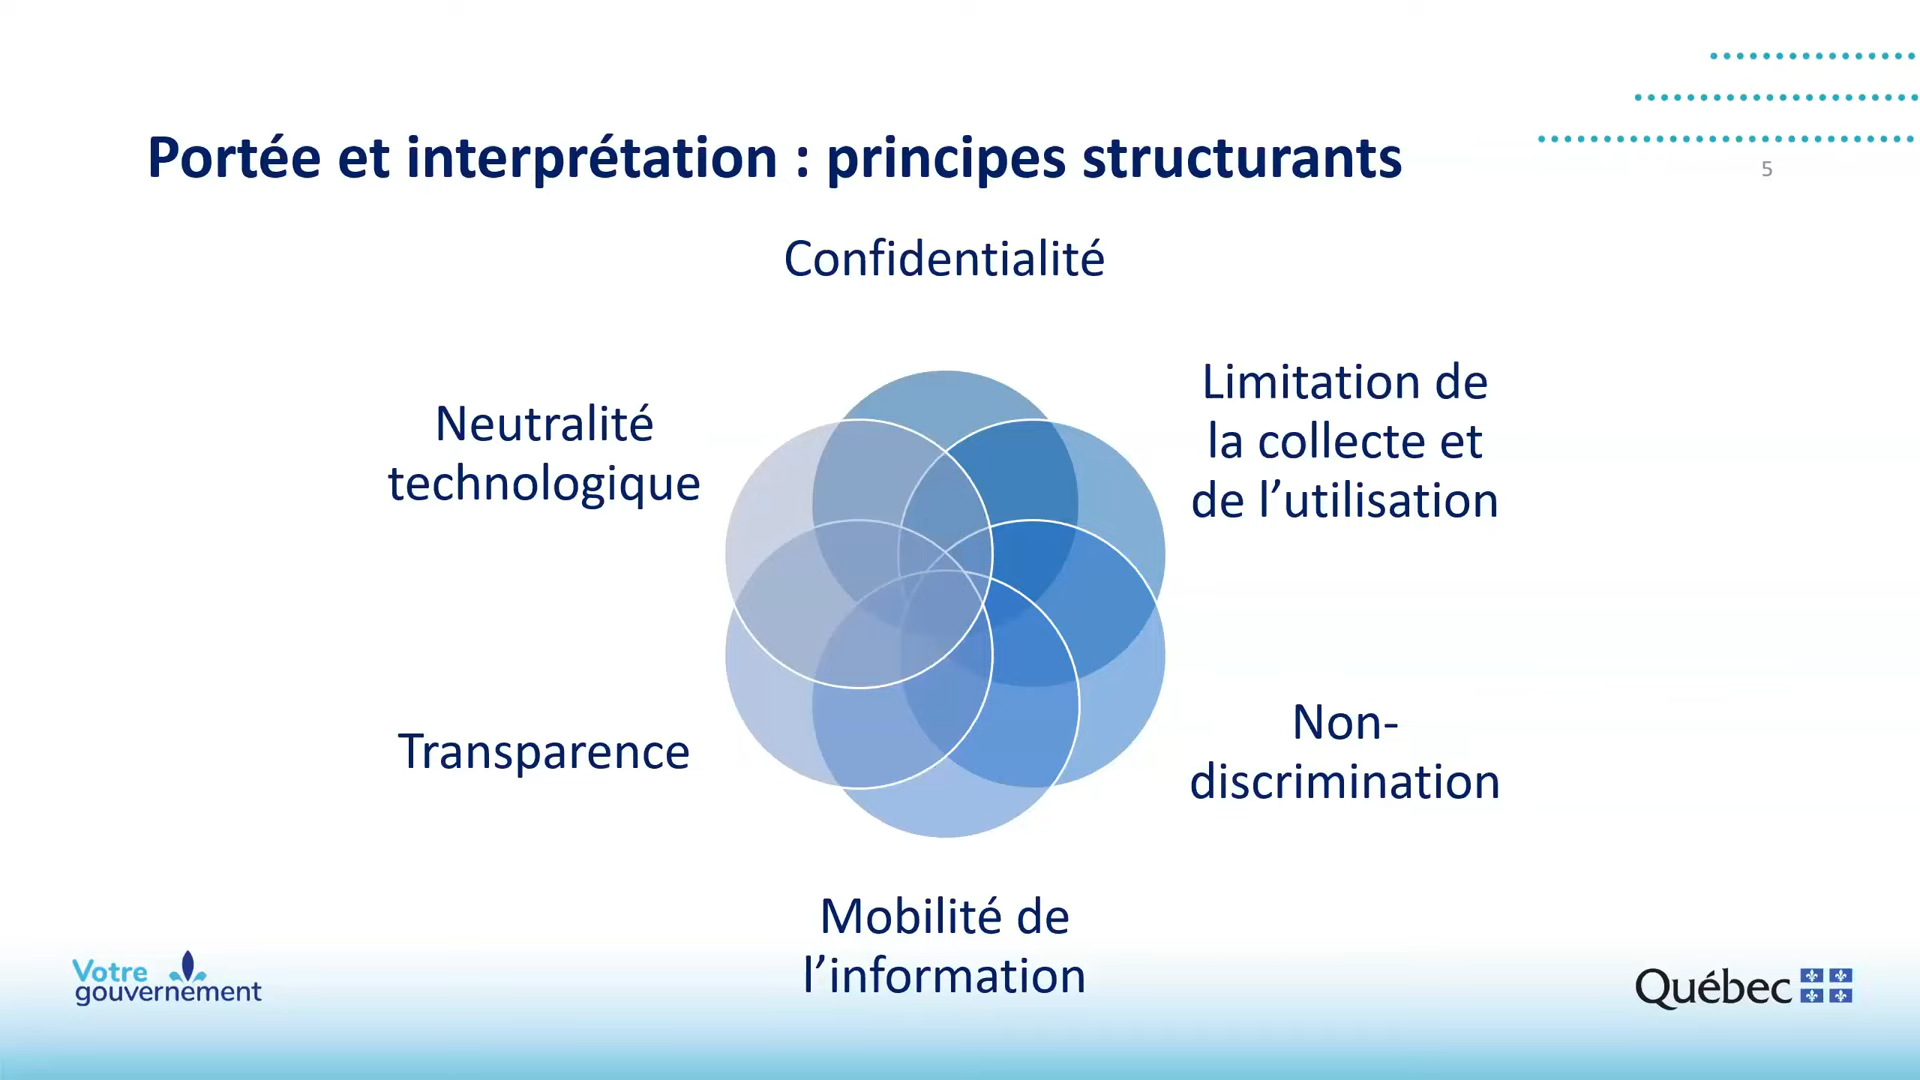 Portée et interprétation : principes structurants
5
Confidentialité
Limitation de
la collecte et
de l’utilisation
Neutralité
technologique
Non-
discrimination
Transparence
Mobilité de
l’information
Votre
gouvernement
Québec